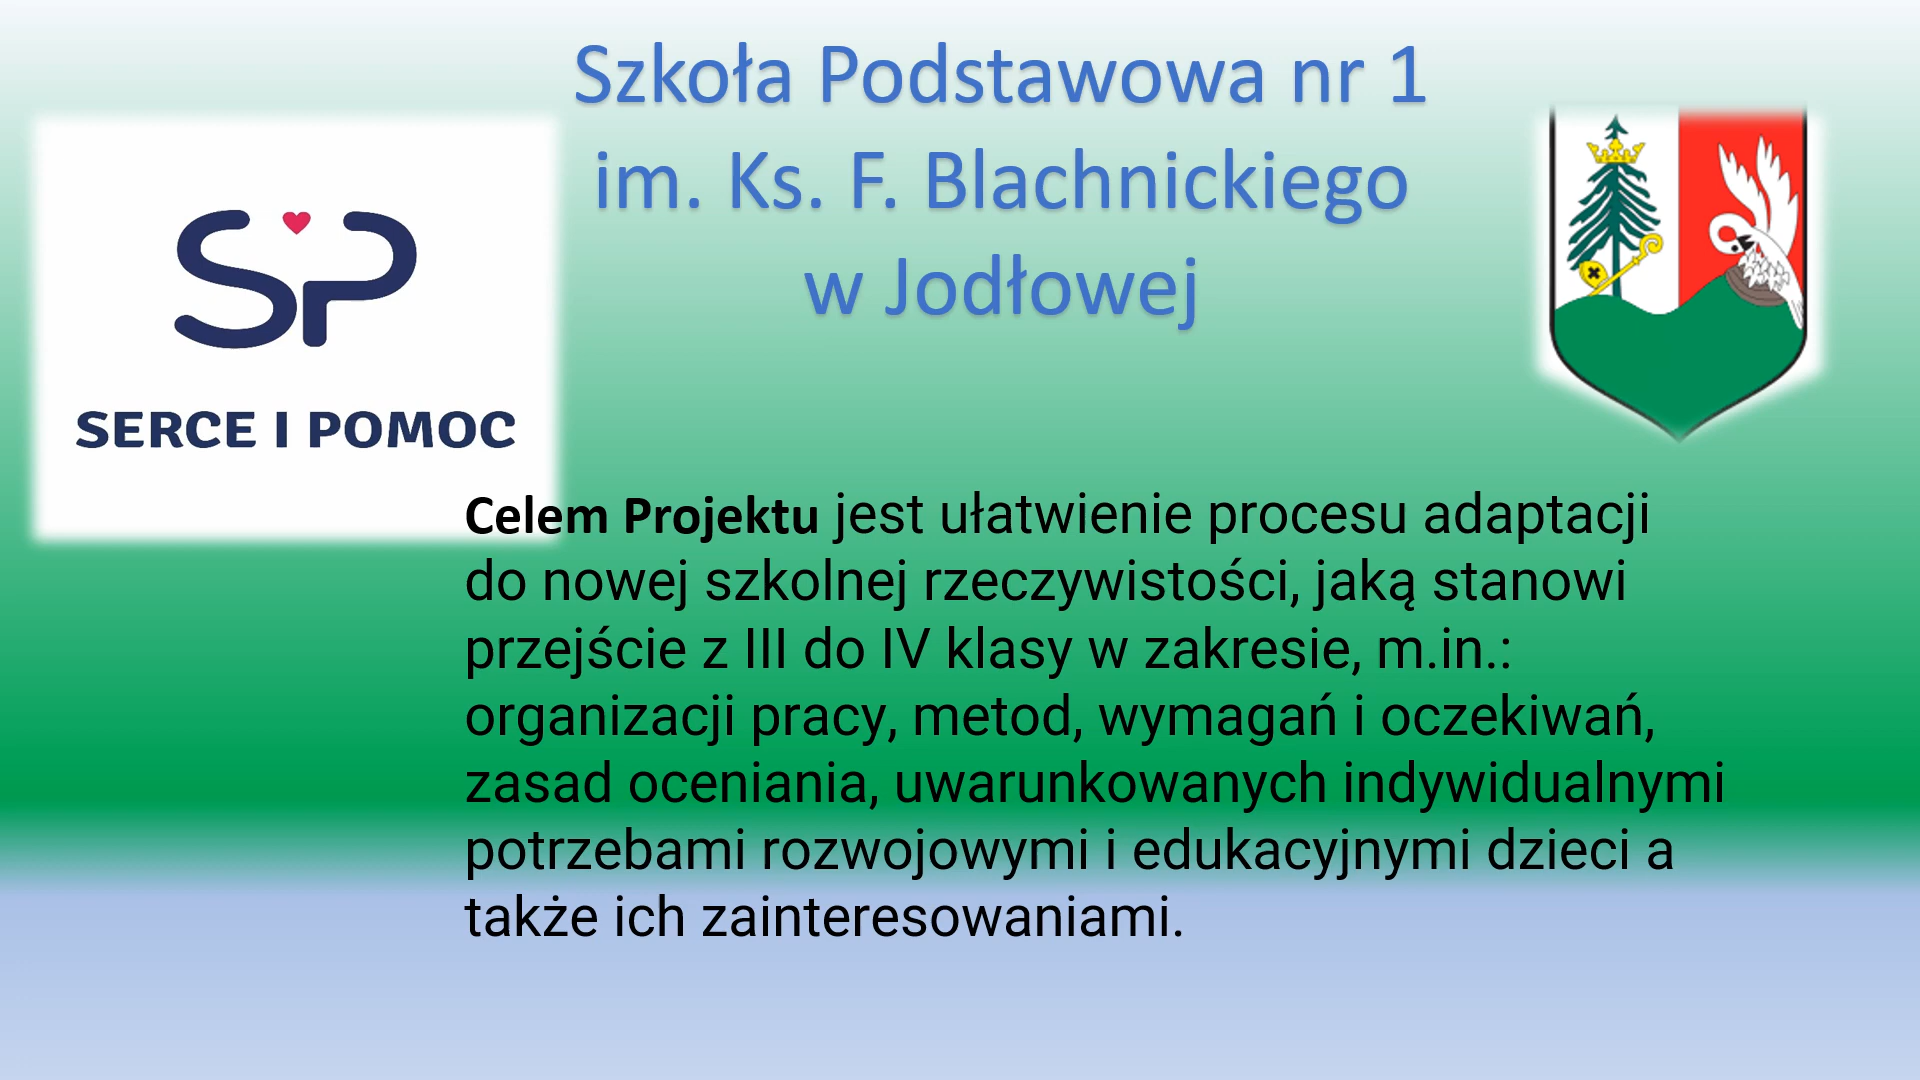 Szkoła Podstawowa nr 1
im. Ks. F. Blachnickiego
w Jodłowej
SP
SERCE I POMOC
Celem Projektu jest ułatwienie procesu adaptacji
do nowej szkolnej rzeczywistości, jaką stanowi
przejście z III do IV klasy w zakresie, m.in.:
organizacji pracy, metod, wymagań i oczekiwań,
zasad oceniania, uwarunkowanych indywidualnymi
potrzebami rozwojowymi i edukacyjnymi dzieci a
także ich zainteresowaniami.